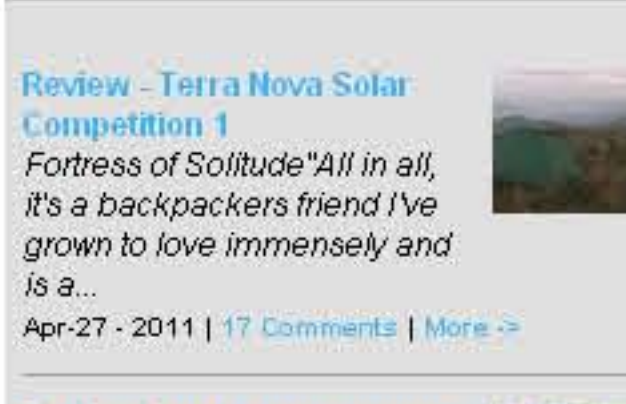 Review - Terra Nova Solar
Competition 1
Fortress of Solitude"All in all,
it's a backpackers friend I've
grown to love immensely and
is a...
Apr-27 - 2011 | 17 Comments | More ->